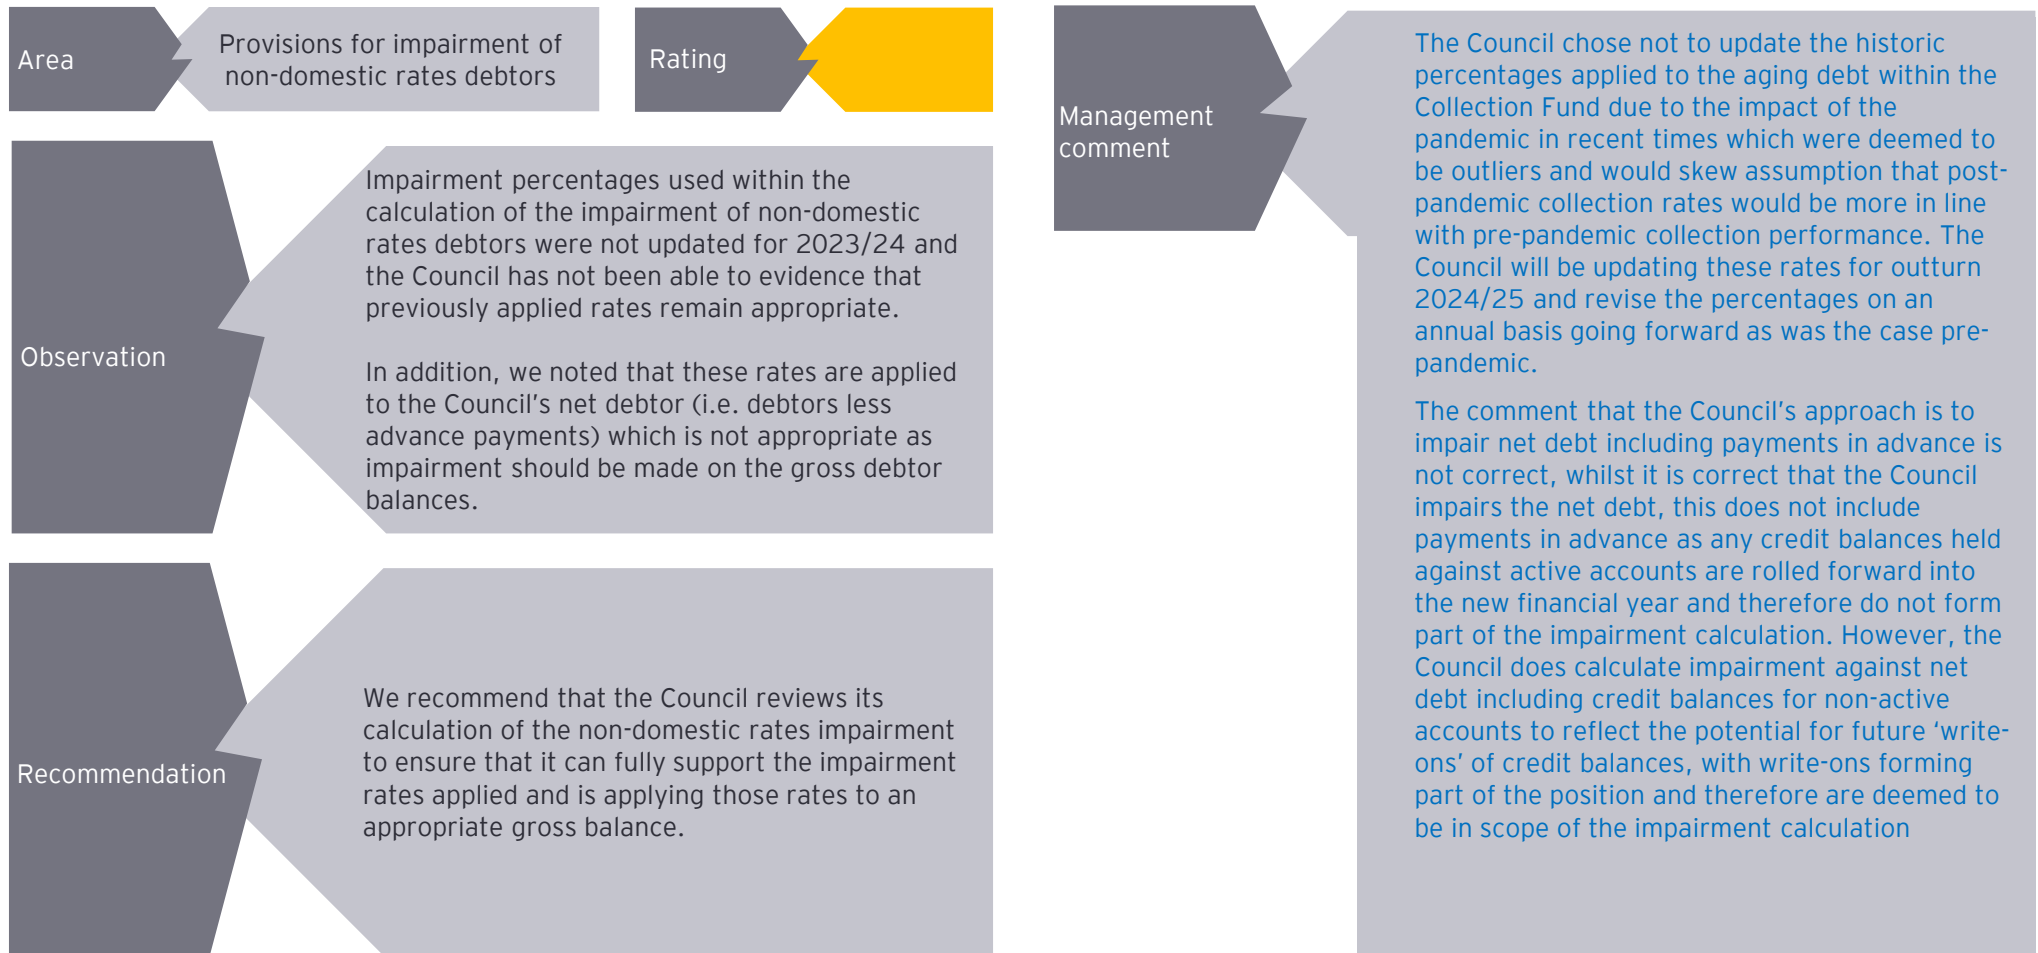 Area
Provisions for impairment of
non-domestic rates debtors
Rating
Observation
Impairment percentages used within the
calculation of the impairment of non-domestic
rates debtors were not updated for 2023/24 and
the Council has not been able to evidence that
previously applied rates remain appropriate.
In addition, we noted that these rates are applied
to the Council's net debtor (i.e. debtors less
advance payments) which is not appropriate as
impairment should be made on the gross debtor
balances.
Recommendation
We recommend that the Council reviews its
calculation of the non-domestic rates impairment
to ensure that it can fully support the impairment
rates applied and is applying those rates to an
appropriate gross balance.
Management
comment
The Council chose not to update the historic
percentages applied to the aging debt within the
Collection Fund due to the impact of the
pandemic in recent times which were deemed to
be outliers and would skew assumption that post-
pandemic collection rates would be more in line
with pre-pandemic collection performance. The
Council will be updating these rates for outturn
2024/25 and revise the percentages on an
annual basis going forward as was the case pre-
pandemic.
The comment that the Council's approach is to
impair net debt including payments in advance is
not correct, whilst it is correct that the Council
impairs the net debt, this does not include
payments in advance as any credit balances held
against active accounts are rolled forward into
the new financial year and therefore do not form
part of the impairment calculation. However, the
Council does calculate impairment against net
debt including credit balances for non-active
accounts to reflect the potential for future ‘write-
ons’ of credit balances, with write-ons forming
part of the position and therefore are deemed to
be in scope of the impairment calculation